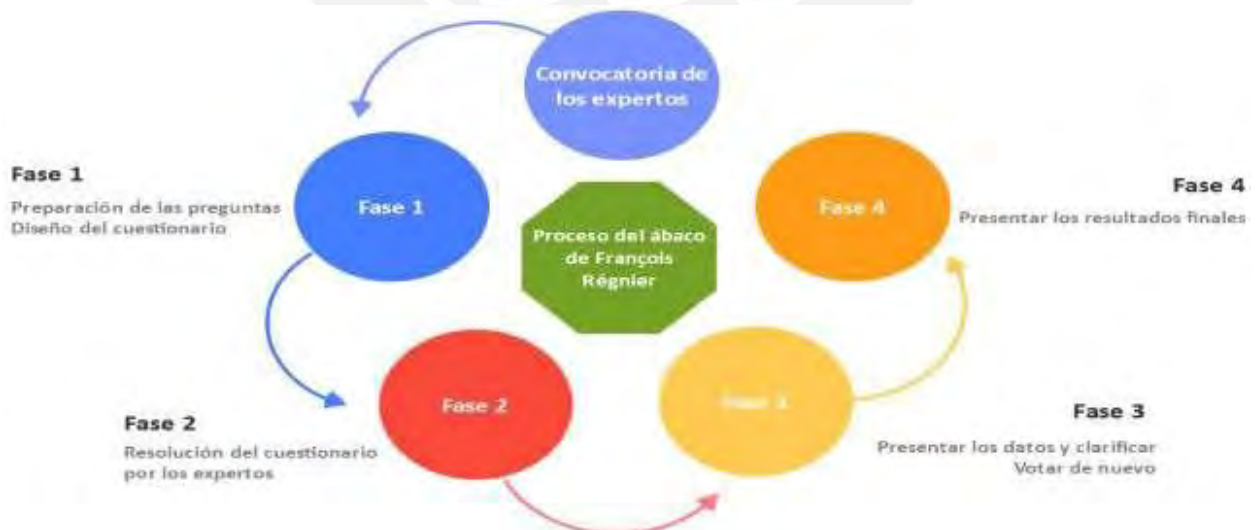 Convocatoria de
los expertos
Fase 1
Preparación de las preguntas
Diseño del cuestionario
Fase 1
Proceso del ábaco
de François
Régnier
Fase 4
Fase 4
Presentar los resultados finales
Fase 2
Resolución del cuestionario
por los expertos
Fase 2
Fase 3
Fase 3
Presentar los datos y clarificar
Votar de nuevo